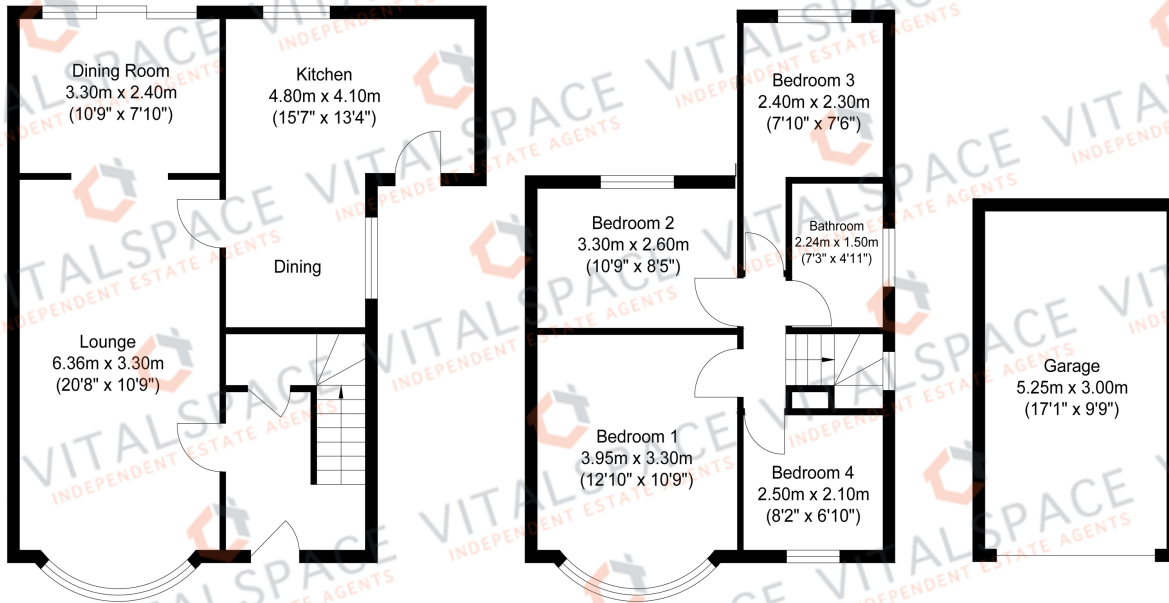 Dining Room
3.30m x 2.40m
(10'9" x 7'10")
Kitchen
4.80m x 4.10m
(15'7" x 13'4")
Dining
Lounge
6.36m x 3.30m
(20'8" x 10'9")
Bedroom 3
2.40m x 2.30m
(7'10" x 7'6")
Bedroom 2
3.30m x 2.60m
(10'9" x 8'5")
Bathroom
2.24m x 1.50m
(7'3" x 4'11")
Bedroom 1
3.95m x 3.30m
(12'10" x 10'9")
Bedroom 4
2.50m x 2.10m
(8'2" x 6'10")
Garage
5.25m x 3.00m
(17'1" x 9'9")
VITALSPACE
INDEPENDENT ESTATE AGENTS